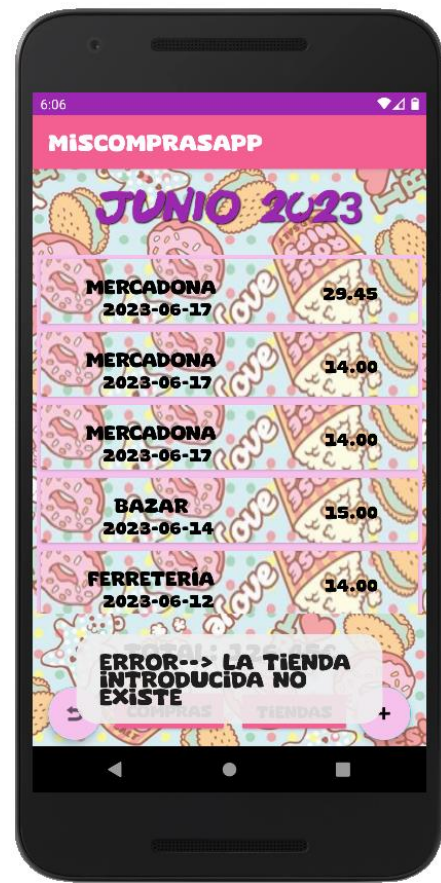 6:06
MISCOMPRASAPP
JUNIO 2023
MERCADONA
29.45
2023-06-17
MERCADONA
14.00
2023-06-17
MERCADONA
14.00
2023-06-17
BAZAR
15.00
2023-06-14
FERRETERÍA
14.00
2023-06-12
ERROR--> LA TIENDA
INTRODUCIDA NO
EXISTE
COMPRAS
TIENDAS
+